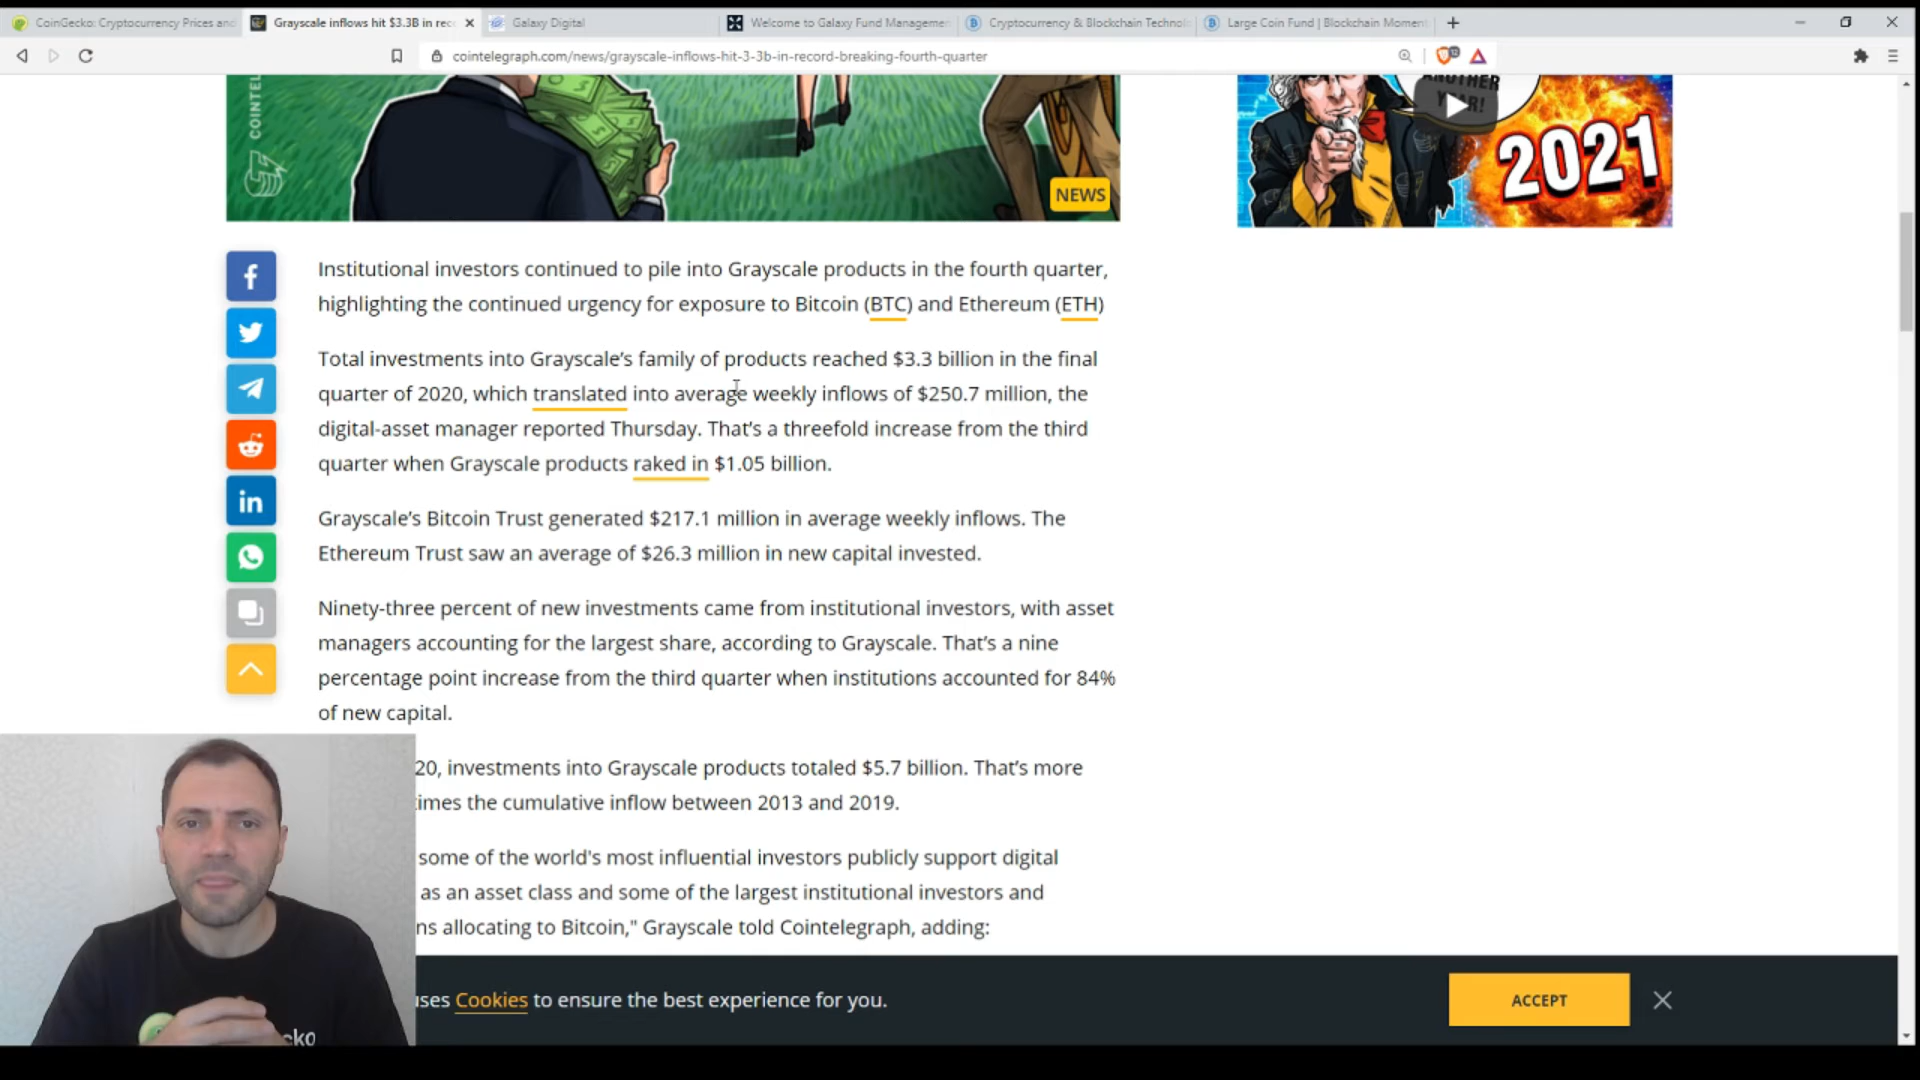 CoinGecko: Cryptocurrency Prices and
Grayscale inflows hit $3.3B in rec
Galaxy Digital
Welcome to Galaxy Fund Managemen
Cryptocurrency & Blockchain Technol
Large Coin Fund | Blockchain Momen
cointelegraph.com/news/grayscale-inflows-hit-3-3b-in-record-breaking-fourth-quarter
COINTEL
NEWS
ANOTHER
YEAR!
2021
Institutional investors continued to pile into Grayscale products in the fourth quarter,
highlighting the continued urgency for exposure to Bitcoin (BTC) and Ethereum (ETH)
Total investments into Grayscale’s family of products reached $3.3 billion in the final
quarter of 2020, which translated into average weekly inflows of $250.7 million, the
digital-asset manager reported Thursday. That’s a threefold increase from the third
quarter when Grayscale products raked in $1.05 billion.
Grayscale’s Bitcoin Trust generated $217.1 million in average weekly inflows. The
Ethereum Trust saw an average of $26.3 million in new capital invested.
Ninety-three percent of new investments came from institutional investors, with asset
managers accounting for the largest share, according to Grayscale. That’s a nine
percentage point increase from the third quarter when institutions accounted for 84%
of new capital.
20, investments into Grayscale products totaled $5.7 billion. That’s more
times the cumulative inflow between 2013 and 2019.
some of the world's most influential investors publicly support digital
as an asset class and some of the largest institutional investors and
ns allocating to Bitcoin," Grayscale told Cointelegraph, adding:
uses Cookies to ensure the best experience for you.
ACCEPT
cko